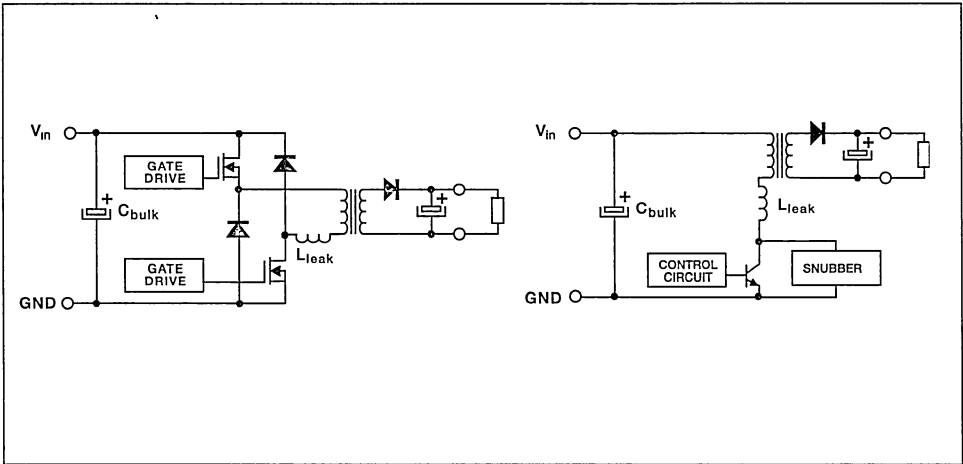 Vin
GATE
DRIVE
+
Cbulk
GATE
DRIVE
Lleak
+
GND
Vin
+
Cbulk
Lleak
+
CONTROL
CIRCUIT
SNUBBER
GND